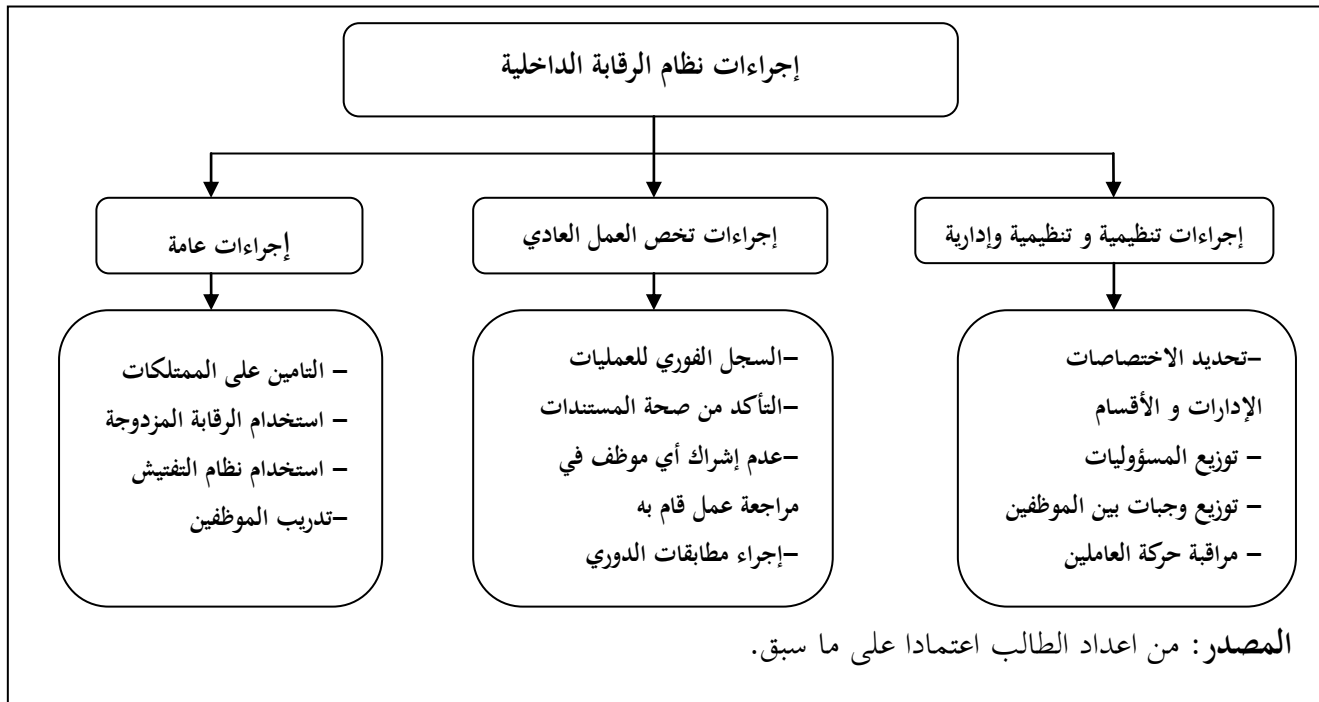 إجراءات نظام الرقابة الداخلية
إجراءات تنظيمية و تنظيمية وإدارية
إجراءات تخص العمل العادي
إجراءات عامة
–تحديد الاختصاصات
الإدارات و الأقسام
– توزيع المسؤوليات
– توزيع وجبات بين الموظفين
– مراقبة حركة العاملين
–السجل الفوري للعمليات
–التأكد من صحة المستندات
–عدم إشراك أي موظف في
مراجعة عمل قام به
–إجراء مطابقات الدوري
– التامين على الممتلكات
– استخدام الرقابة المزدوجة
– استخدام نظام التفتيش
–تدريب الموظفين
المصدر: من اعداد الطالب اعتمادا على ما سبق.